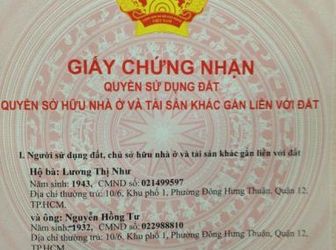 GIẤY CHỨNG NHẬN
QUYỀN SỬ DỤNG ĐẤT
QUYỀN SỞ HỮU NHÀ Ở VÀ TÀI SẢN KHÁC GẮN LIỀN VỚI ĐẤT
I. Người sử dụng đất, chủ sở hữu nhà ở và tài sản khác gắn liền với đất
Hộ bà: Lương Thị Như
Năm sinh: 1943, CMND số: 021499597
Địa chỉ thường trú: 10/6, Khu phố 1, Phường Đông Hưng Thuận, Quận 12,
TP.HCM.
và ông: Nguyễn Hồng Tư
Năm sinh: 1932, CMND số: 022988810
Địa chỉ thường trú: 10/6, Khu phố 1, Phường Đông Hưng Thuận, Quận 12,
TP.HCM.